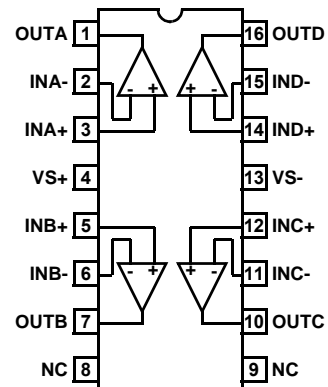 OUTA 1 16 OUTD
INA- 2 15 IND-
- + + -
INA+ 3 14 IND+
VS+ 4 13 VS-
INB+ 5 12 INC+
INB- 6 11 INC-
- + + -
OUTB 7 10 OUTC
NC 8 9 NC